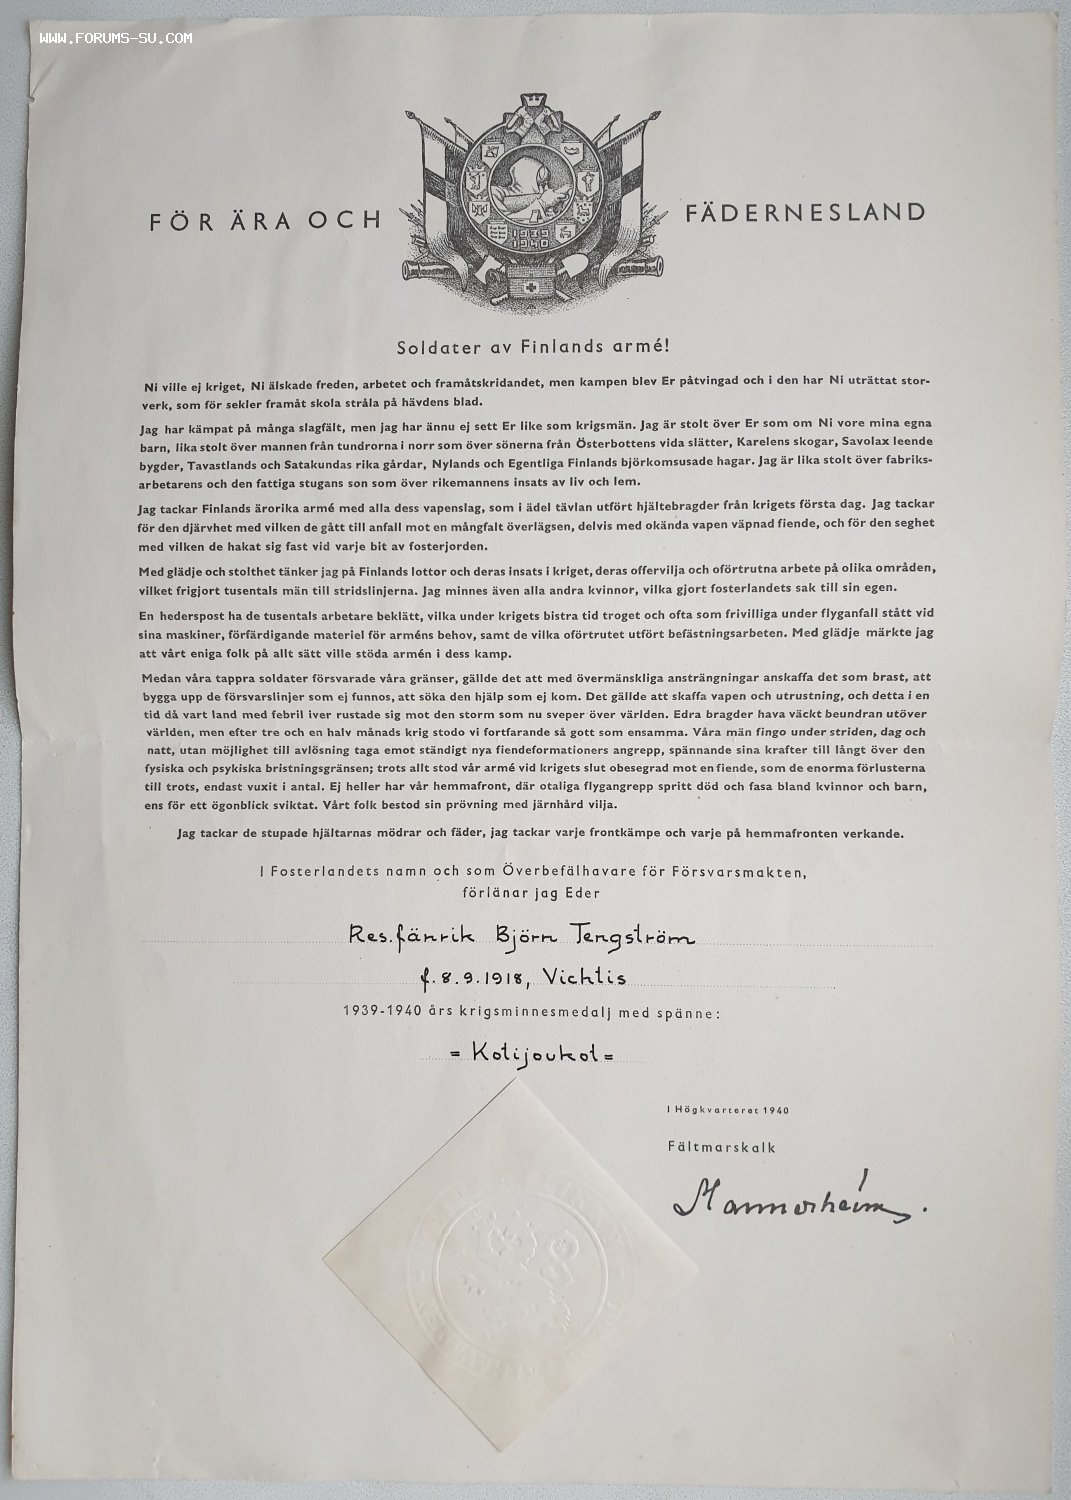 WWW.FORUMS-SU.COM
FÖR ÄRA OCH FÄDERNESLAND
1939
1940
Soldater av Finlands armé!
Ni ville ej kriget, Ni älskade freden, arbetet och framåtskridandet, men kampen blev Er påtvingad och i den har Ni uträttat stor-
verk, som för sekler framåt skola stråla på hävdens blad.
Jag har kämpat på många slagfält, men jag har ännu ej sett Er like som krigsmän. Jag är stolt över Er som om Ni vore mina egna
barn, lika stolt över mannen från tundrorna i norr som över sönerna från Österbottens vida slätter, Karelens skogar, Savolax leende
bygder, Tavastlands och Satakundas rika gårdar, Nylands och Egentliga Finlands björkomsusade hagar. Jag är lika stolt över fabriks-
arbetarens och den fattiga stugans son som över rikemannens insats av liv och lem.
Jag tackar Finlands ärorika armé med alla dess vapenslag, som i ädel tävlan utfört hjältebragder från krigets första dag. Jag tackar
för den djärvhet med vilken de gått till anfall mot en mångfalt överlägsen, delvis med okända vapen väpnad fiende, och för den seghet
med vilken de hakat sig fast vid varje bit av fosterjorden.
Med glädje och stolthet tänker jag på Finlands lottor och deras insats i kriget, deras offervilja och oförtrutna arbete på olika områden,
vilket frigjort tusentals män till stridslinjerna. Jag minnes även alla andra kvinnor, vilka gjort fosterlandets sak till sin egen.
En hederspost ha de tusentals arbetare beklätt, vilka under krigets bistra tid troget och ofta som frivilliga under flyganfall stått vid
sina maskiner, förfärdigande materiel för arméns behov, samt de vilka oförtrutet utfört befästningsarbeten. Med glädje märkte jag
att vårt eniga folk på allt sätt ville stöda armén i dess kamp.
Medan våra tappra soldater försvarade våra gränser, gällde det att med övermänskliga ansträngningar anskaffa det som brast, att
bygga upp de försvarslinjer som ej funnos, att söka den hjälp som ej kom. Det gällde att skaffa vapen och utrustning, och detta i en
tid då vart land med febril iver rustade sig mot den storm som nu sveper över världen. Edra bragder hava väckt beundran utöver
världen, men efter tre och en halv månads krig stodo vi fortfarande så gott som ensamma. Våra män fingo under striden, dag och
natt, utan möjlighet till avlösning taga emot ständigt nya fiendeformationers angrepp, spännande sina krafter till långt över den
fysiska och psykiska bristningsgränsen; trots allt stod vår armé vid krigets slut obesegrad mot en fiende, som de enorma förlusterna
till trots, endast vuxit i antal. Ej heller har vår hemmafront, där otaliga flygangrepp spritt död och fasa bland kvinnor och barn,
ens för ett ögonblick sviktat. Vårt folk bestod sin prövning med järnhård vilja.
Jag tackar de stupade hjältarnas mödrar och fäder, jag tackar varje frontkämpe och varje på hemmafronten verkande.
I Fosterlandets namn och som Överbefälhavare för Försvarsmakten,
förlänar jag Eder
Res.fänrik Björn Tengström
f. 8.9.1918, Vichtis
1939-1940 års krigsminnesmedalj med spänne:
= Kotijoukot =
I Högkvarteret 1940
Fältmarskalk
Mannerheim.